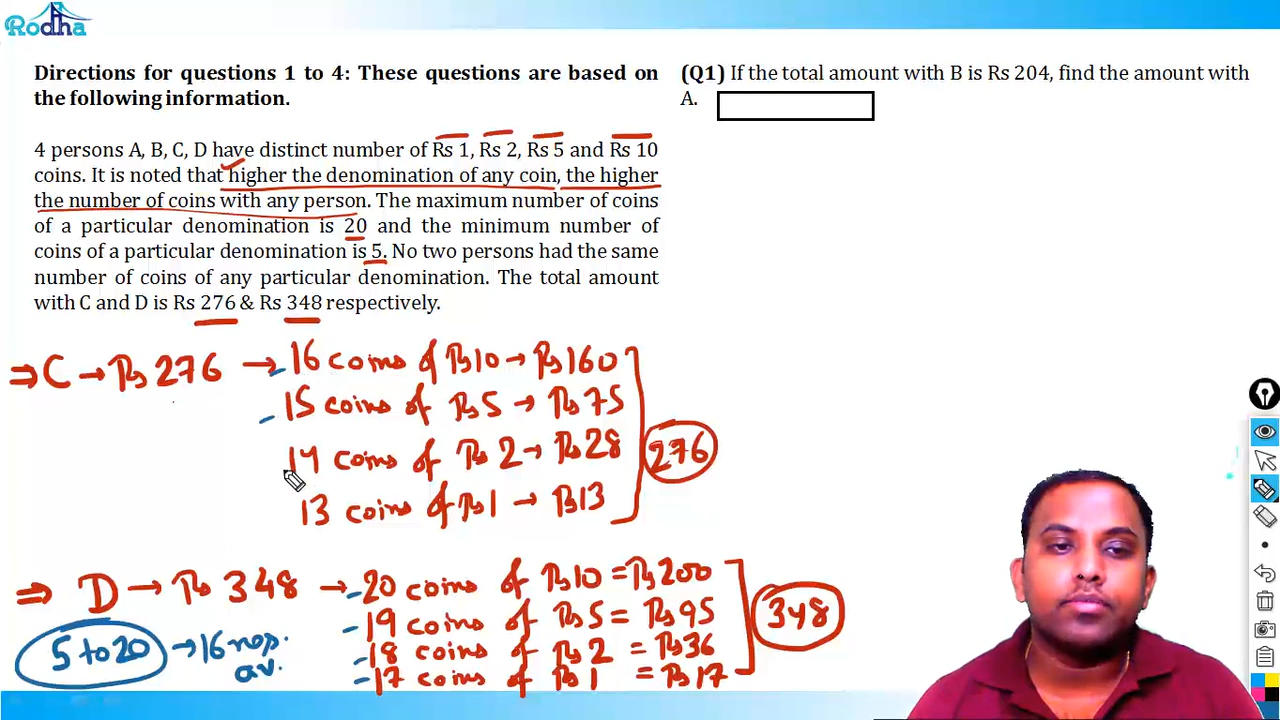 Rodha
Directions for questions 1 to 4: These questions are based on
the following information.
4 persons A, B, C, D have distinct number of Rs 1, Rs 2, Rs 5 and Rs 10
coins. It is noted that higher the denomination of any coin, the higher
the number of coins with any person. The maximum number of coins
of a particular denomination is 20 and the minimum number of
coins of a particular denomination is 5. No two persons had the same
number of coins of any particular denomination. The total amount
with C and D is Rs 276 & Rs 348 respectively.
(Q1) If the total amount with B is Rs 204, find the amount with
A.
⇒ C → Rs 276 → 16 coins of Rs 10 → Rs 160
15 coins of Rs 5 → Rs 75
14 coins of Rs 2 → Rs 28
276
13 coins of Rs 1 → Rs 13
⇒ D → Rs 348 → 20 coins of Rs 10 = Rs 200
19 coins of Rs 5 = Rs 95
348
18 coins of Rs 2 = Rs 36
17 coins of Rs 1 = Rs 17
5 to 20 → 16 nos.
av.